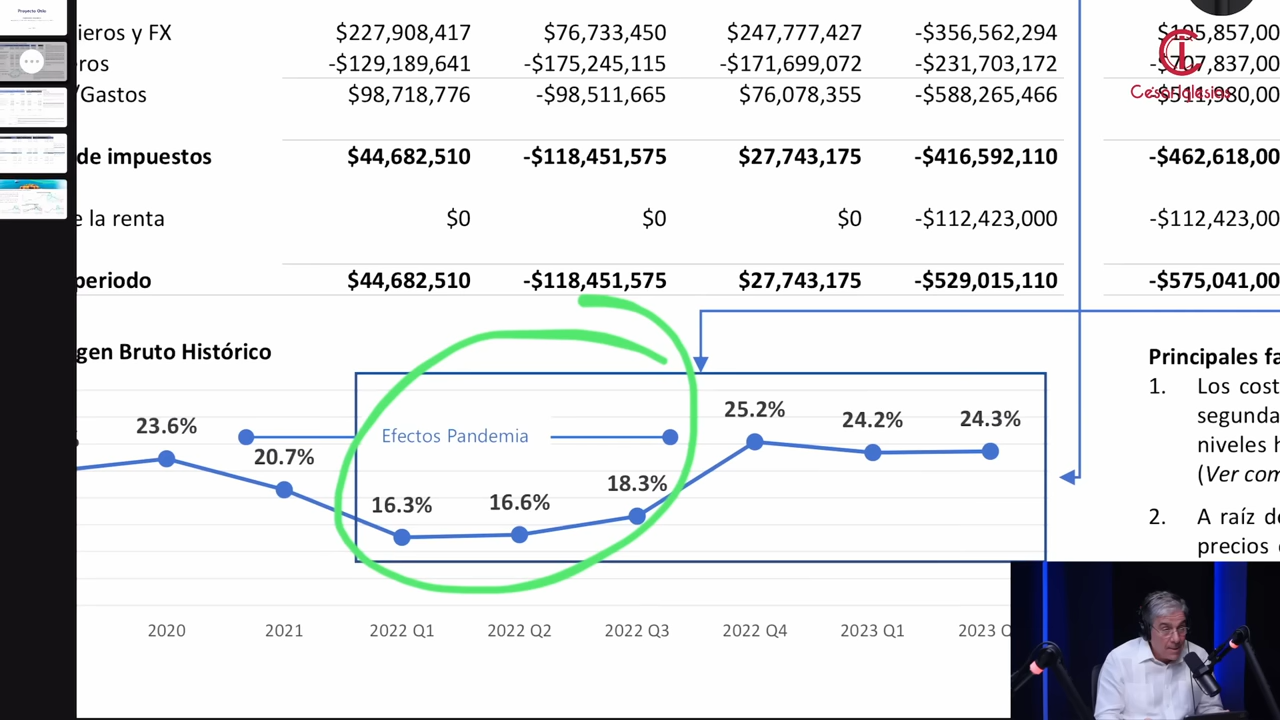 Proyecto Oddo
ieros y FX $227,908,417 $76,733,450 $247,777,427 -$356,562,294
ros -$129,189,641 -$175,245,115 -$171,699,072 -$231,703,172
/Gastos $98,718,776 -$98,511,665 $76,078,355 -$588,265,466
CésarIglesias
de impuestos $44,682,510 -$118,451,575 $27,743,175 -$416,592,110 -$462,618,00
e la renta $0 $0 $0 -$112,423,000 -$112,423,00
periodo $44,682,510 -$118,451,575 $27,743,175 -$529,015,110 -$575,041,00
gen Bruto Histórico
Efectos Pandemia
23.6% 20.7% 16.3% 16.6% 18.3% 25.2% 24.2% 24.3%
2020 2021 2022 Q1 2022 Q2 2022 Q3 2022 Q4 2023 Q1 2023 Q
Principales fa
1. Los cost
segunda
niveles h
(Ver com
2. A raíz de
precios